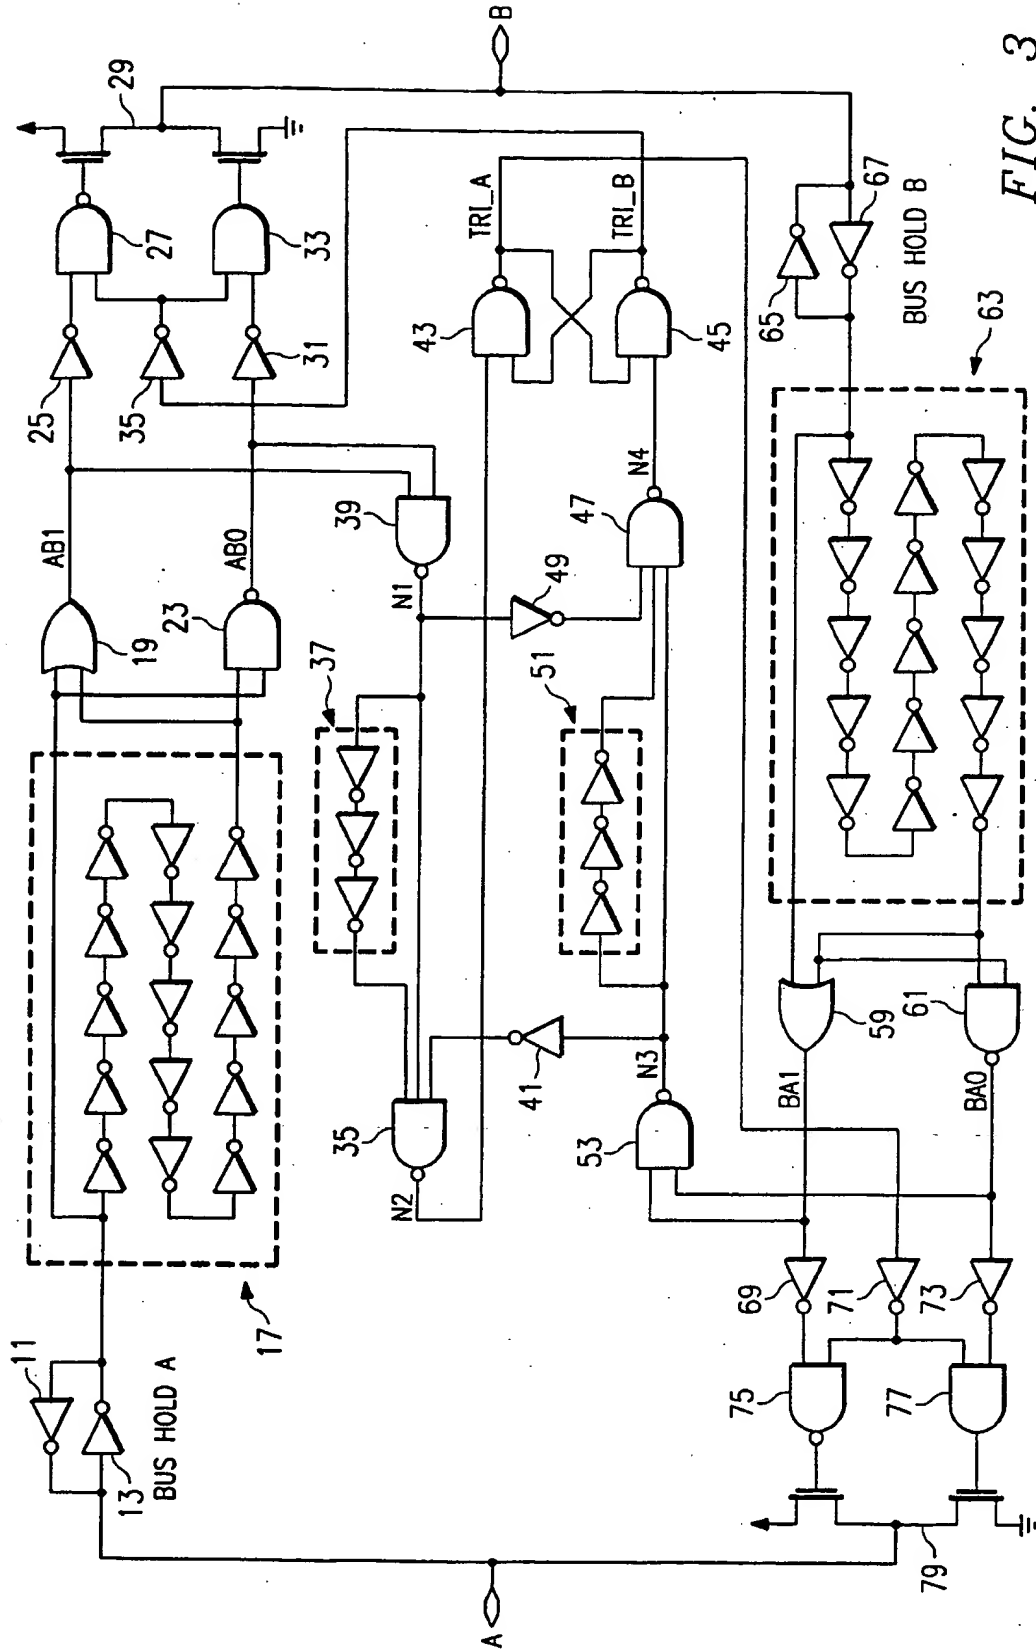 A
B
11
13
BUS HOLD A
17
19
23
AB1
AB0
25
35
31
27
33
29
37
39
N1
43
TRI_A
TRI_B
45
49
47
N4
51
35
N2
41
N3
53
65
67
BUS HOLD B
63
59
61
BA1
BA0
69
71
73
75
77
79
FIG. 3